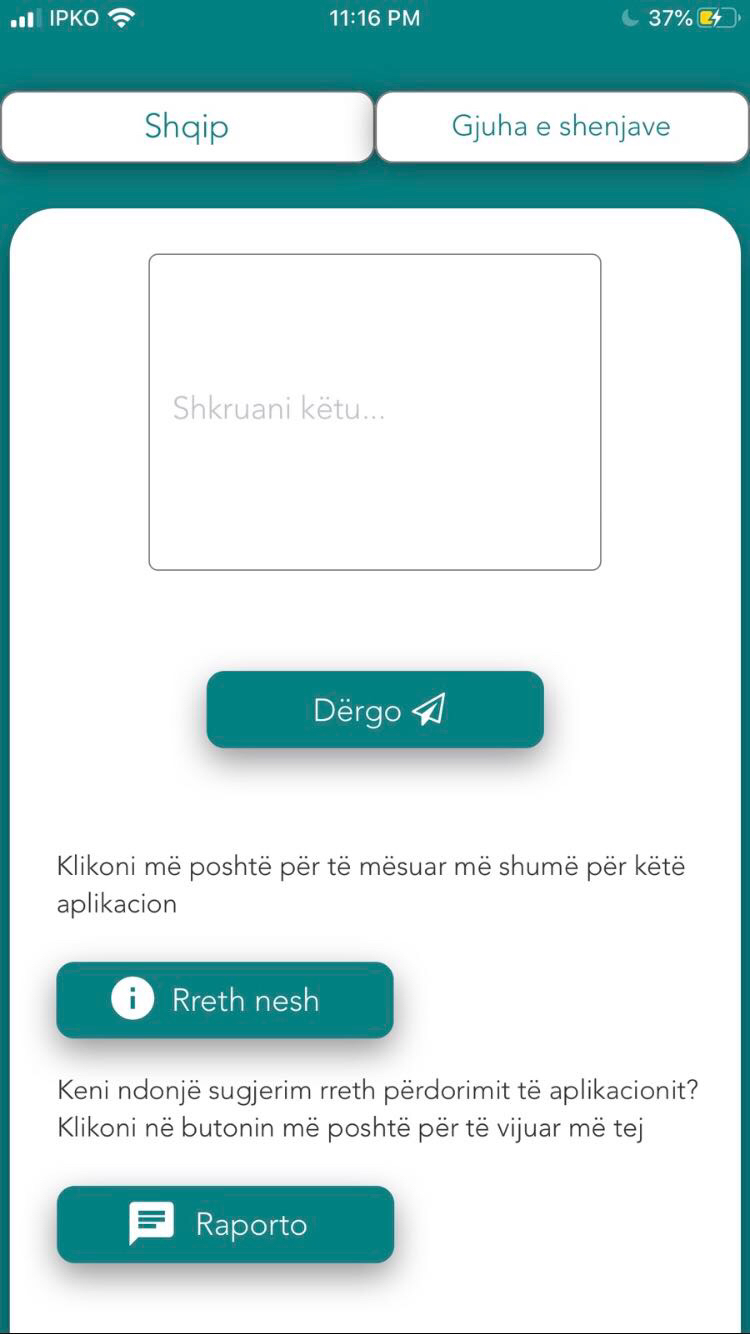 IPKO 11:16 PM 37%
Shqip Gjuha e shenjave
Shkruani këtu...
Dërgo
Klikoni më poshtë për të mësuar më shumë për këtë
aplikacion
Rreth nesh
Keni ndonjë sugjerim rreth përdorimit të aplikacionit?
Klikoni në butonin më poshtë për të vijuar më tej
Raporto